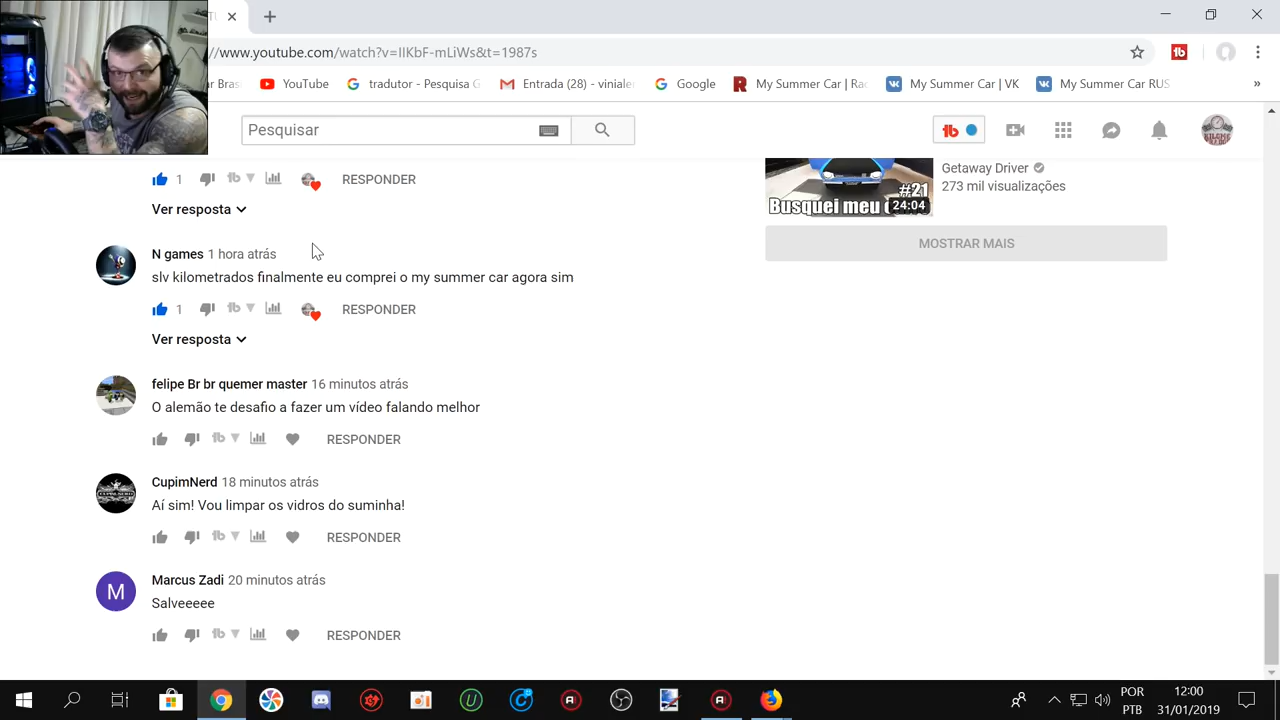 //www.youtube.com/watch?v=IIKbF-mLiWs&t=1987s
ar Bras
YouTube
tradutor - Pesquisa G
Entrada (28) - viniale
Google
My Summer Car | Ra
My Summer Car | VK
My Summer Car RUS
»
Pesquisar
1
RESPONDER
Ver resposta
N games 1 hora atrás
slv kilometrados finalmente eu comprei o my summer car agora sim
1
RESPONDER
Ver resposta
felipe Br br quemer master 16 minutos atrás
O alemão te desafio a fazer um vídeo falando melhor
RESPONDER
CupimNerd 18 minutos atrás
Aí sim! Vou limpar os vidros do suminha!
RESPONDER
M
Marcus Zadi 20 minutos atrás
Salveeeee
RESPONDER
#21
Busquei meu
24:04
Getaway Driver
273 mil visualizações
MOSTRAR MAIS
POR
PTB
12:00
31/01/2019